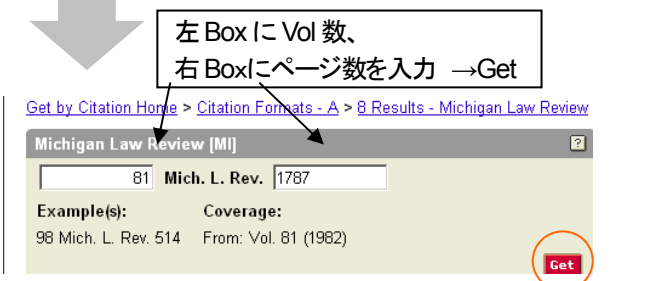 左 Box に Vol 数、
右 Boxにページ数を入力 →Get
Get by Citation Home > Citation Formats - A > 8 Results - Michigan Law Review
Michigan Law Review [MI] ?
81 Mich. L. Rev. 1787
Example(s): Coverage:
98 Mich. L. Rev. 514 From: Vol. 81 (1982)
Get